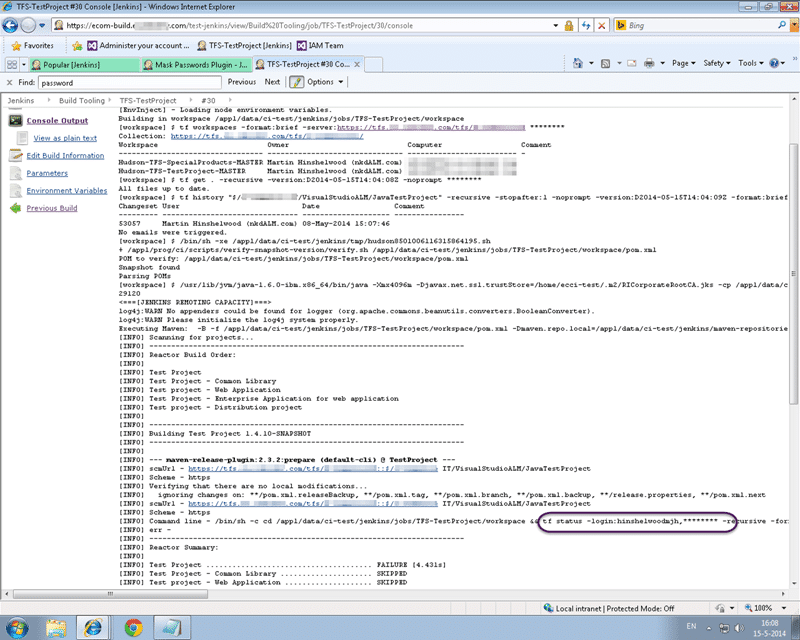 TFS-TestProject #30 Console [Jenkins] - Windows Internet Explorer
https://ecom-build. .com/test-jenkins/view/Build%20Tooling/job/TFS-TestProject/30/console
Bing
Favorites
Administer your account ...
TFS-TestProject [Jenkins]
IAM Team
Popular [Jenkins]
Mask Passwords Plugin - J...
TFS-TestProject #30 Co...
Page
Safety
Tools
Find: password
Previous
Next
Options
Jenkins
Build Tooling
TFS-TestProject
#30
Console Output
View as plain text
Edit Build Information
Parameters
Environment Variables
Previous Build
[EnvInject] - Loading node environment variables.
Building in workspace /appl/data/ci-test/jenkins/jobs/TFS-TestProject/workspace
[workspace] $ tf workspaces -format:brief -server:https://tfs. .com/tfs/ ********
Collection: https://tfs. .com/tfs/
Workspace Owner Computer Comment
Hudson-TFS-SpecialProducts-MASTER Martin Hinshelwood (nkdALM.com)
Hudson-TFS-TestProject-MASTER Martin Hinshelwood (nkdALM.com)
[workspace] $ tf get . -recursive -version:D2014-05-15T14:04:08Z -noprompt ********
All files up to date.
[workspace] $ tf history "$/ /VisualStudioALM/JavaTestProject" -recursive -stopafter:1 -noprompt -version:D2014-05-15T14:04:09Z -format:brief
Changeset User Date Comment
--------- --------------------------- -------------------- ----------------
53057 Martin Hinshelwood (nkdALM.com) 08-May-2014 15:07:46
No emails were triggered.
[workspace] $ /bin/sh -xe /appl/data/ci-test/jenkins/tmp/hudson8501006116315864195.sh
+ /appl/prog/ci/scripts/verify-snapshot-version/verify.sh /appl/data/ci-test/jenkins/jobs/TFS-TestProject/workspace/pom.xml
POM to verify: /appl/data/ci-test/jenkins/jobs/TFS-TestProject/workspace/pom.xml
Snapshot found
Parsing POMs
[workspace] $ /usr/lib/jvm/java-1.6.0-ibm.x86_64/bin/java -Xmx4096m -Djavax.net.ssl.trustStore=/home/ecci-test/.m2/RICorporateRootCA.jks -cp /appl/data/c
29120
<===[JENKINS REMOTING CAPACITY]===>
log4j:WARN No appenders could be found for logger (org.apache.commons.beanutils.converters.BooleanConverter).
log4j:WARN Please initialize the log4j system properly.
Executing Maven: -B -f /appl/data/ci-test/jenkins/jobs/TFS-TestProject/workspace/pom.xml -Dmaven.repo.local=/appl/data/ci-test/jenkins/maven-repositorie
[INFO] Scanning for projects...
[INFO] ------------------------------------------------------------------------
[INFO] Reactor Build Order:
[INFO]
[INFO] Test Project
[INFO] Test Project - Common Library
[INFO] Test project - Web Application
[INFO] Test Project - Enterprise Application for web application
[INFO] Test project - Distribution project
[INFO]
[INFO] ------------------------------------------------------------------------
[INFO] Building Test Project 1.4.10-SNAPSHOT
[INFO] ------------------------------------------------------------------------
[INFO]
[INFO] --- maven-release-plugin:2.3.2:prepare (default-cli) @ TestProject ---
[INFO] scmUrl - https://tfs. .com/tfs/ ::$/ IT/VisualStudioALM/JavaTestProject
[INFO] Scheme - https
[INFO] Verifying that there are no local modifications...
[INFO] ignoring changes on: **/pom.xml.releaseBackup, **/pom.xml.tag, **/pom.xml.branch, **/pom.xml.backup, **/release.properties, **/pom.xml.next
[INFO] scmUrl - https://tfs. .com/tfs/ ::$/ IT/VisualStudioALM/JavaTestProject
[INFO] Scheme - https
[INFO] Command line - /bin/sh -c cd /appl/data/ci-test/jenkins/jobs/TFS-TestProject/workspace && tf status -login:hinshelwoodmjh,******** -recursive -for
[INFO] err -
[INFO] ------------------------------------------------------------------------
[INFO] Reactor Summary:
[INFO]
[INFO] Test Project ...................................... FAILURE [4.431s]
[INFO] Test Project - Common Library ..................... SKIPPED
[INFO] Test project - Web Application .................... SKIPPED
Local intranet | Protected Mode: Off
100%
EN
16:08
15-5-2014